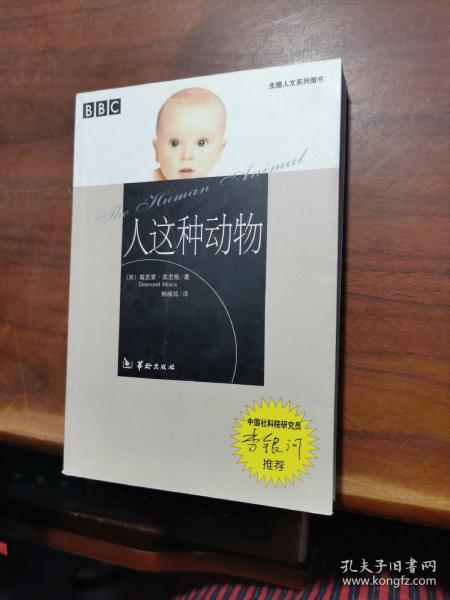 生理人文系列图书
BBC
The Human Animal
人这种动物
(英) 戴思蒙·莫里斯/著
Desmond Morris
杨丽琼/译
华龄出版社
中国社科院研究员
李银河
推荐
孔夫子旧书网
www.kongfz.com